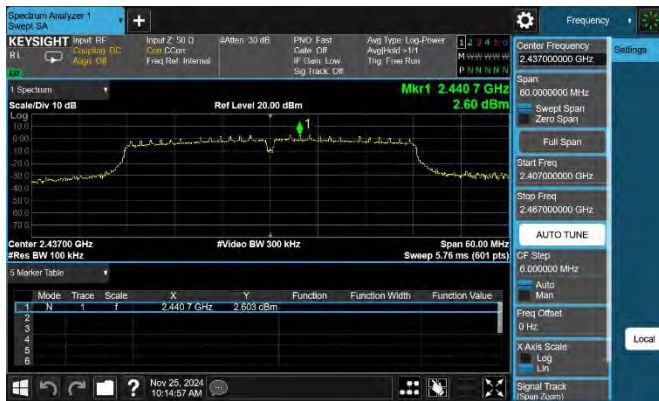 Spectrum Analyzer 1
Swept SA
Frequency
KEYSIGHT
Input: RF
Coupling: DC
Align: Off
Input Z: 50 Ω
Corr CCorr
Freq Ref: Internal
#Atten: 30 dB
PNO: Fast
Gate: Off
IF Gain: Low
Sig Track: Off
Avg Type: Log-Power
Avg|Hold:>1/1
Trig: Free Run
1 2 3 4 5 6
M W W W W W
P N N N N N
R L
Center Frequency
2.437000000 GHz
Settings
1 Spectrum
Mkr1 2.440 7 GHz
Scale/Div 10 dB
Ref Level 20.00 dBm
2.60 dBm
Span
60.0000000 MHz
Swept Span
Zero Span
Log
10.0
0.00
-10.0
-20.0
-30.0
-40.0
-50.0
-60.0
-70.0
1
Full Span
Start Freq
2.407000000 GHz
Stop Freq
2.467000000 GHz
AUTO TUNE
Center 2.43700 GHz
#Video BW 300 kHz
Span 60.00 MHz
#Res BW 100 kHz
Sweep 5.76 ms (601 pts)
CF Step
6.000000 MHz
Auto
Man
5 Marker Table
Mode Trace Scale X Y Function Function Width Function Value
1 N 1 f 2.440 7 GHz 2.603 dBm
2
3
4
5
6
Freq Offset
0 Hz
X Axis Scale
Log
Lin
Local
Signal Track
(Span Zoom)
?
Nov 25, 2024
10:14:57 AM